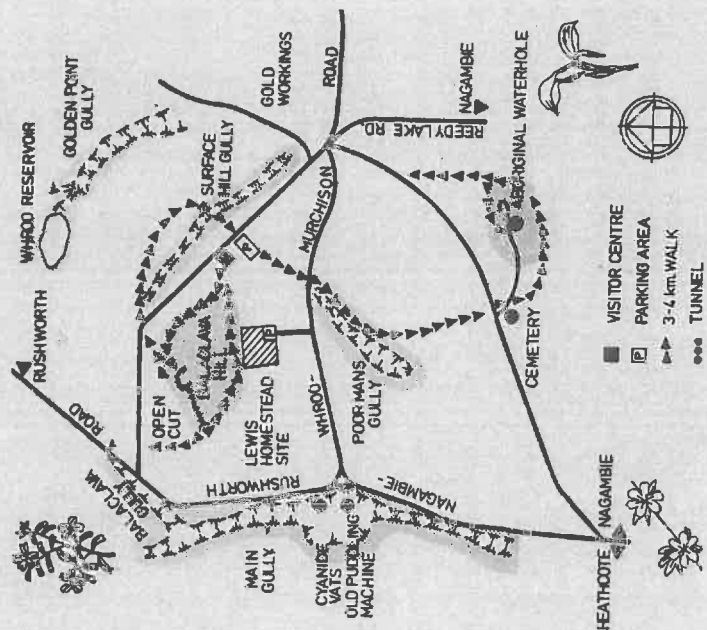 RUSHWORTH
WHROO RESERVOIR
GOLDEN POINT
GULLY
ROAD
BALACLAVA
GULLY
OPEN
CUT
BALACLAVA
HILL
SURFACE
HILL GULLY
P
GOLD
WORKINGS
LEWIS
HOMESTEAD
SITE
P
MAIN
GULLY
RUSHWORTH
WHROO-
MURCHISON
ROAD
CYANIDE
VATS
OLD PUDDLING
MACHINE
POOR MANS
GULLY
NAGAMBIE-
REEDY LAKE RD
NAGAMBIE
CEMETERY
ABORIGINAL WATERHOLE
HEATHCOTE
NAGAMBIE
VISITOR CENTRE
P PARKING AREA
3-4 km. WALK
TUNNEL